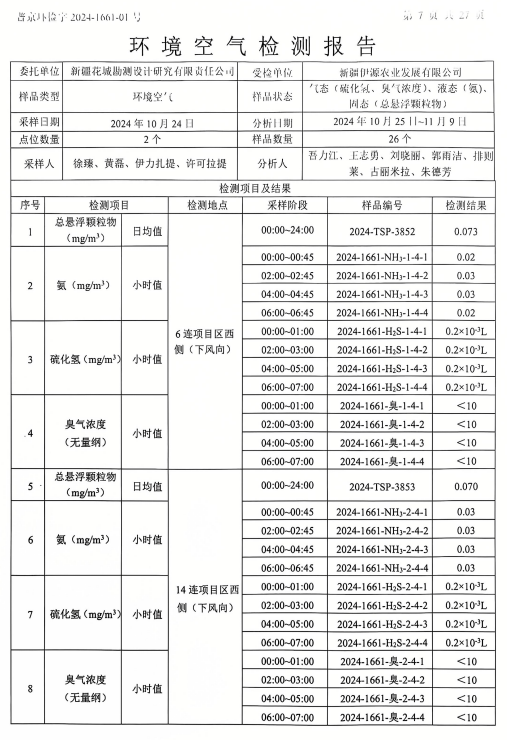 普京环检字 2024-1661-01 号 第 7 页 共 27 页
环境空气检测报告
委托单位 新疆花城勘测设计研究有限责任公司 受检单位 新疆伊源农业发展有限公司
样品类型 环境空气 样品状态 气态（硫化氢、臭气浓度）、液态（氨）、
固态（总悬浮颗粒物）
采样日期 2024 年 10 月 24 日 分析日期 2024 年 10 月 25 日~11 月 9 日
点位数量 2 个 样品数量 26 个
采样人 徐臻、黄磊、伊力扎提、许可拉提 分析人 吾力江、王志勇、刘晓丽、郭雨洁、排则
莱、古丽米拉、朱德芳
检测项目及结果
序号 检测项目 检测地点 采样阶段 样品编号 检测结果
1 总悬浮颗粒物
（mg/m³） 日均值 00:00~24:00 2024-TSP-3852 0.073
2 氨（mg/m³） 小时值 00:00~00:45 2024-1661-NH₃-1-4-1 0.02
02:00~02:45 2024-1661-NH₃-1-4-2 0.03
04:00~04:45 2024-1661-NH₃-1-4-3 0.03
06:00~06:45 2024-1661-NH₃-1-4-4 0.02
6 连项目区西
侧（下风向）
3 硫化氢（mg/m³） 小时值 00:00~01:00 2024-1661-H₂S-1-4-1 0.2×10⁻³L
02:00~03:00 2024-1661-H₂S-1-4-2 0.2×10⁻³L
04:00~05:00 2024-1661-H₂S-1-4-3 0.2×10⁻³L
06:00~07:00 2024-1661-H₂S-1-4-4 0.2×10⁻³L
4 臭气浓度
（无量纲） 小时值 00:00~01:00 2024-1661-臭-1-4-1 ＜10
02:00~03:00 2024-1661-臭-1-4-2 ＜10
04:00~05:00 2024-1661-臭-1-4-3 ＜10
06:00~07:00 2024-1661-臭-1-4-4 ＜10
5 总悬浮颗粒物
（mg/m³） 日均值 00:00~24:00 2024-TSP-3853 0.070
6 氨（mg/m³） 小时值 00:00~00:45 2024-1661-NH₃-2-4-1 0.03
02:00~02:45 2024-1661-NH₃-2-4-2 0.03
04:00~04:45 2024-1661-NH₃-2-4-3 0.03
06:00~06:45 2024-1661-NH₃-2-4-4 0.03
14 连项目区西
侧（下风向）
7 硫化氢（mg/m³） 小时值 00:00~01:00 2024-1661-H₂S-2-4-1 0.2×10⁻³L
02:00~03:00 2024-1661-H₂S-2-4-2 0.2×10⁻³L
04:00~05:00 2024-1661-H₂S-2-4-3 0.2×10⁻³L
06:00~07:00 2024-1661-H₂S-2-4-4 0.2×10⁻³L
8 臭气浓度
（无量纲） 小时值 00:00~01:00 2024-1661-臭-2-4-1 ＜10
02:00~03:00 2024-1661-臭-2-4-2 ＜10
04:00~05:00 2024-1661-臭-2-4-3 ＜10
06:00~07:00 2024-1661-臭-2-4-4 ＜10